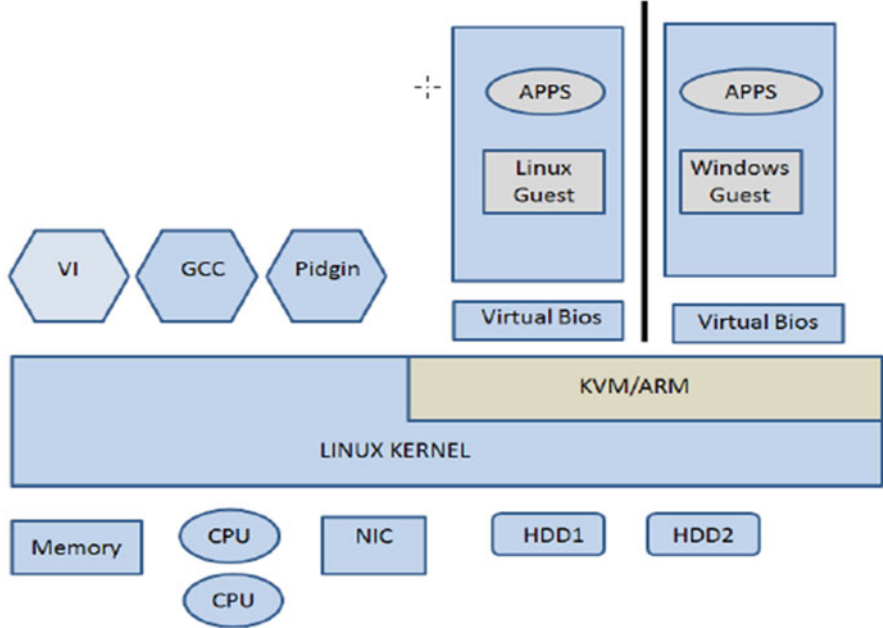 APPS
APPS
Linux
Guest
Windows
Guest
VI
GCC
Pidgin
Virtual Bios
Virtual Bios
KVM/ARM
LINUX KERNEL
Memory
CPU
NIC
HDD1
HDD2
CPU